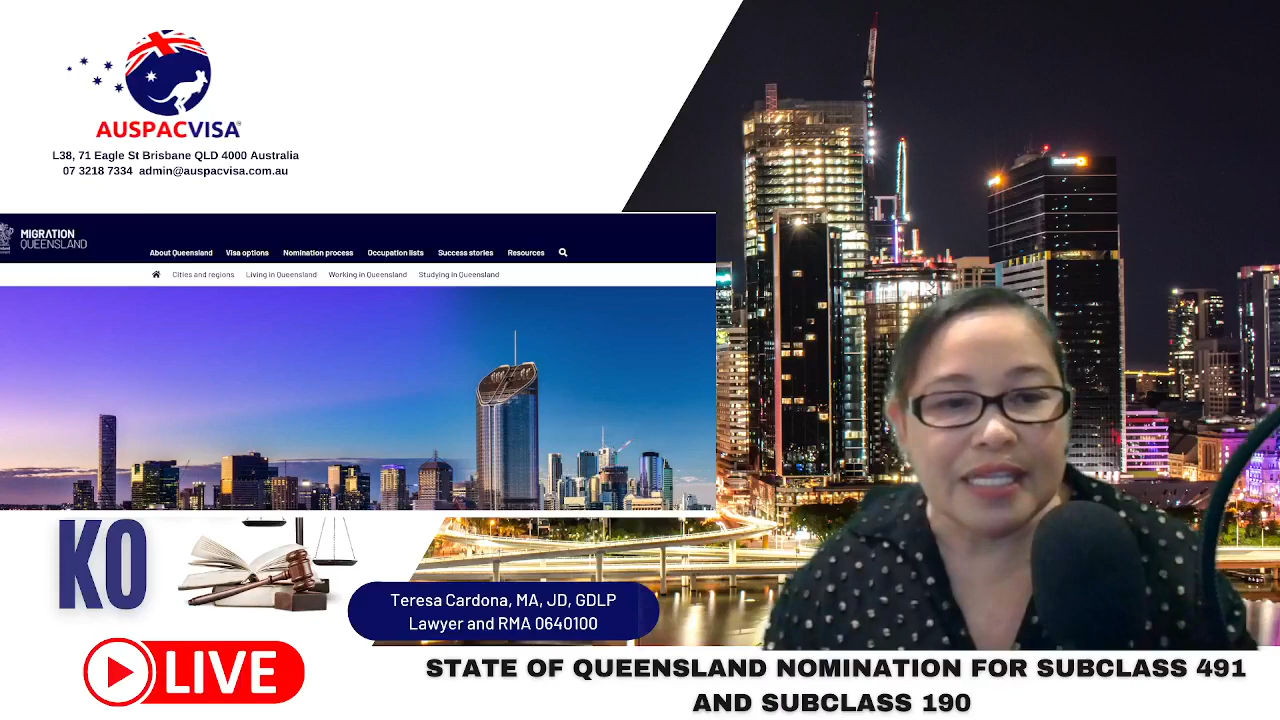 AUSPACVISA®
L38, 71 Eagle St Brisbane QLD 4000 Australia
07 3218 7334 admin@auspacvisa.com.au
MIGRATION
QUEENSLAND
About Queensland Visa options Nomination process Occupation lists Success stories Resources
Cities and regions Living in Queensland Working in Queensland Studying in Queensland
KO
Teresa Cardona, MA, JD, GDLP
Lawyer and RMA 0640100
LIVE
STATE OF QUEENSLAND NOMINATION FOR SUBCLASS 491
AND SUBCLASS 190